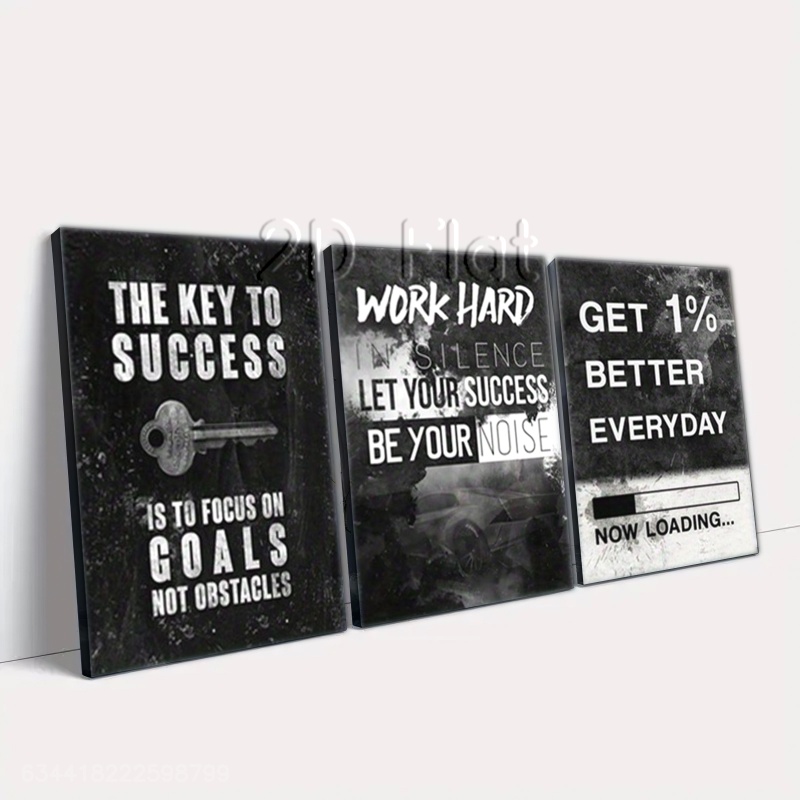 2D Flat
THE KEY TO
SUCCESS
IS TO FOCUS ON
GOALS
NOT OBSTACLES
WORK HARD
IN SILENCE
LET YOUR SUCCESS
BE YOUR NOISE
GET 1%
BETTER
EVERYDAY
NOW LOADING...
634418222598799